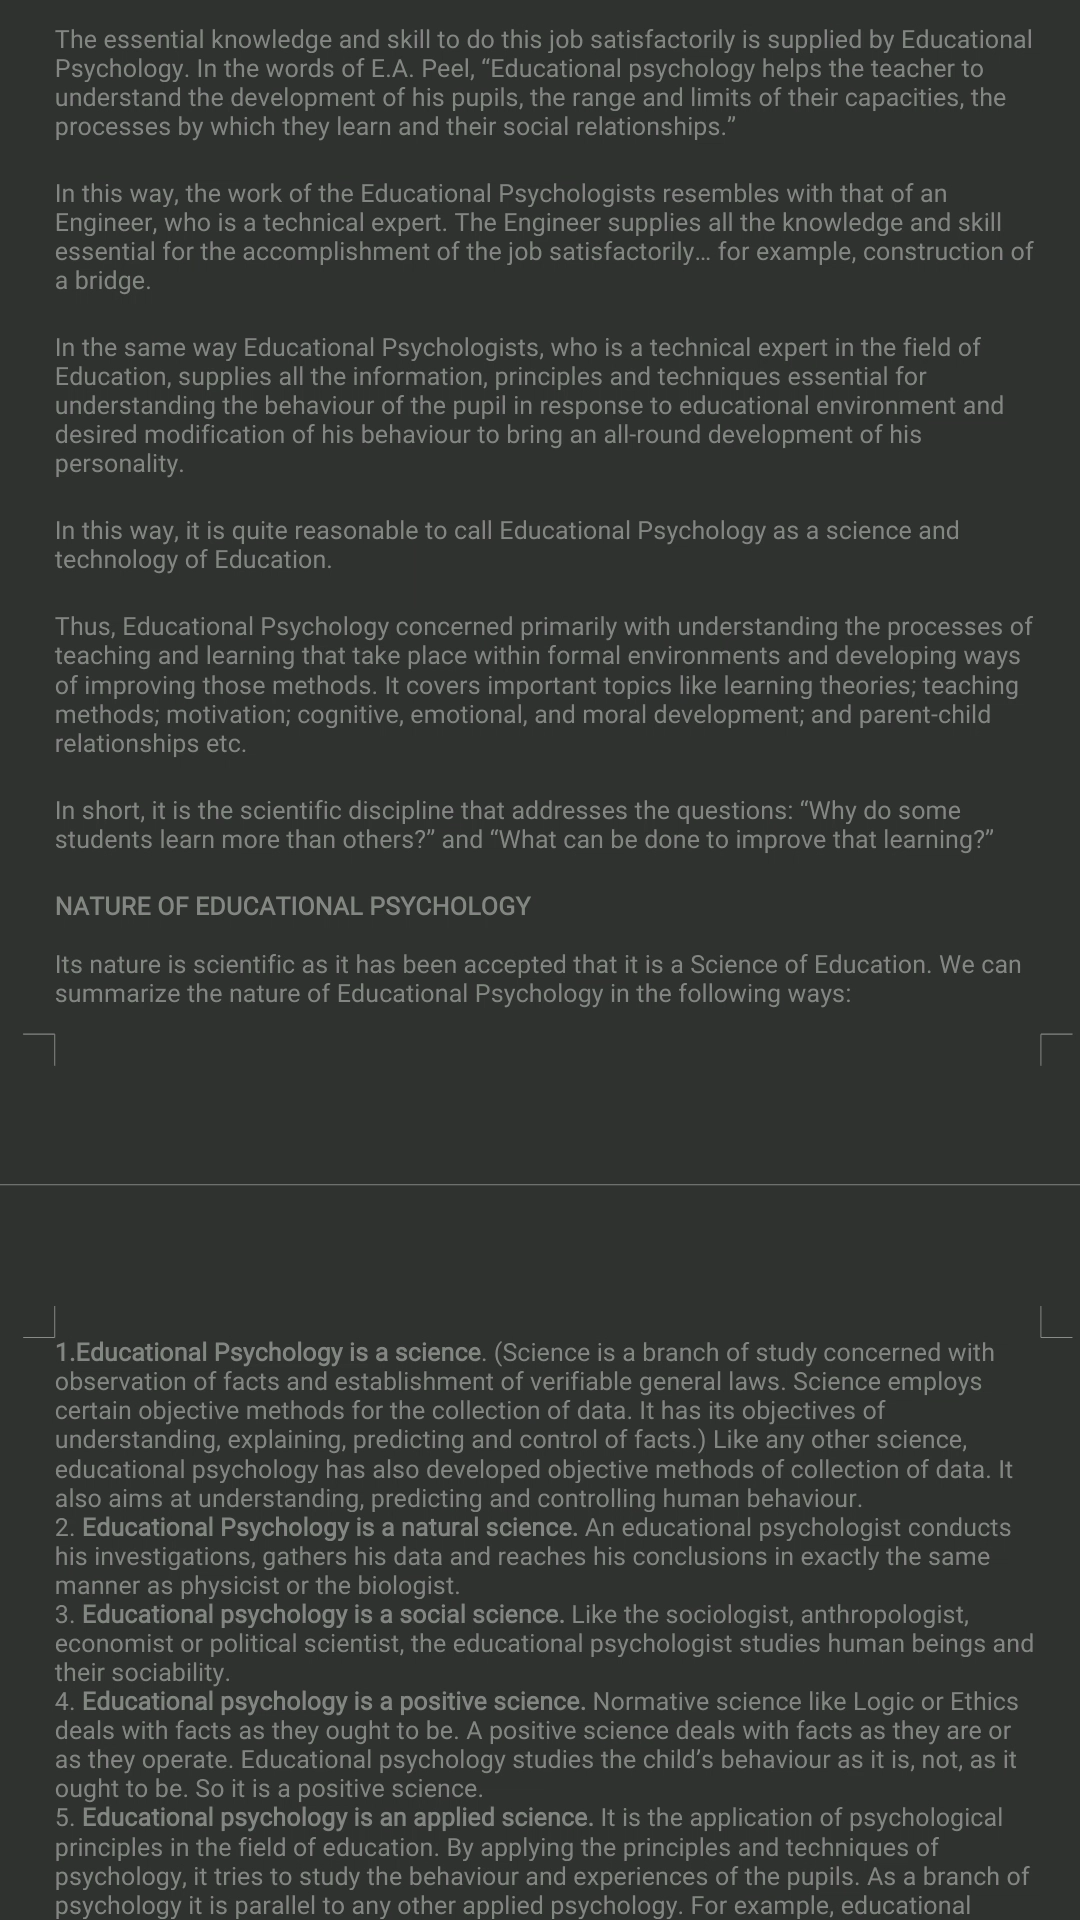 The essential knowledge and skill to do this job satisfactorily is supplied by Educational
Psychology. In the words of E.A. Peel, “Educational psychology helps the teacher to
understand the development of his pupils, the range and limits of their capacities, the
processes by which they learn and their social relationships.”
In this way, the work of the Educational Psychologists resembles with that of an
Engineer, who is a technical expert. The Engineer supplies all the knowledge and skill
essential for the accomplishment of the job satisfactorily… for example, construction of
a bridge.
In the same way Educational Psychologists, who is a technical expert in the field of
Education, supplies all the information, principles and techniques essential for
understanding the behaviour of the pupil in response to educational environment and
desired modification of his behaviour to bring an all-round development of his
personality.
In this way, it is quite reasonable to call Educational Psychology as a science and
technology of Education.
Thus, Educational Psychology concerned primarily with understanding the processes of
teaching and learning that take place within formal environments and developing ways
of improving those methods. It covers important topics like learning theories; teaching
methods; motivation; cognitive, emotional, and moral development; and parent-child
relationships etc.
In short, it is the scientific discipline that addresses the questions: “Why do some
students learn more than others?” and “What can be done to improve that learning?”
NATURE OF EDUCATIONAL PSYCHOLOGY
Its nature is scientific as it has been accepted that it is a Science of Education. We can
summarize the nature of Educational Psychology in the following ways:
1.Educational Psychology is a science. (Science is a branch of study concerned with
observation of facts and establishment of verifiable general laws. Science employs
certain objective methods for the collection of data. It has its objectives of
understanding, explaining, predicting and control of facts.) Like any other science,
educational psychology has also developed objective methods of collection of data. It
also aims at understanding, predicting and controlling human behaviour.
2. Educational Psychology is a natural science. An educational psychologist conducts
his investigations, gathers his data and reaches his conclusions in exactly the same
manner as physicist or the biologist.
3. Educational psychology is a social science. Like the sociologist, anthropologist,
economist or political scientist, the educational psychologist studies human beings and
their sociability.
4. Educational psychology is a positive science. Normative science like Logic or Ethics
deals with facts as they ought to be. A positive science deals with facts as they are or
as they operate. Educational psychology studies the child’s behaviour as it is, not, as it
ought to be. So it is a positive science.
5. Educational psychology is an applied science. It is the application of psychological
principles in the field of education. By applying the principles and techniques of
psychology, it tries to study the behaviour and experiences of the pupils. As a branch of
psychology it is parallel to any other applied psychology. For example, educational